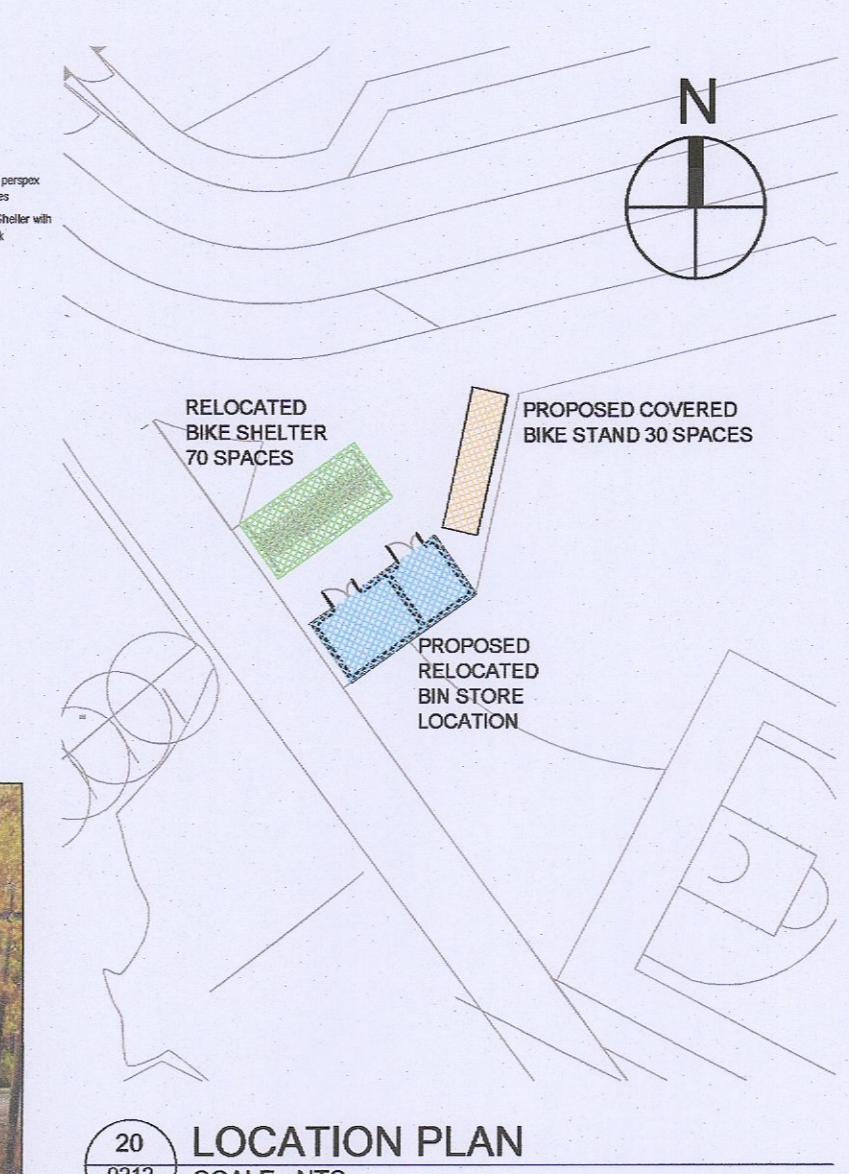 N
perspex
es
Shelter with
k
RELOCATED
BIKE SHELTER
70 SPACES
PROPOSED COVERED
BIKE STAND 30 SPACES
PROPOSED
RELOCATED
BIN STORE
LOCATION
20
LOCATION PLAN